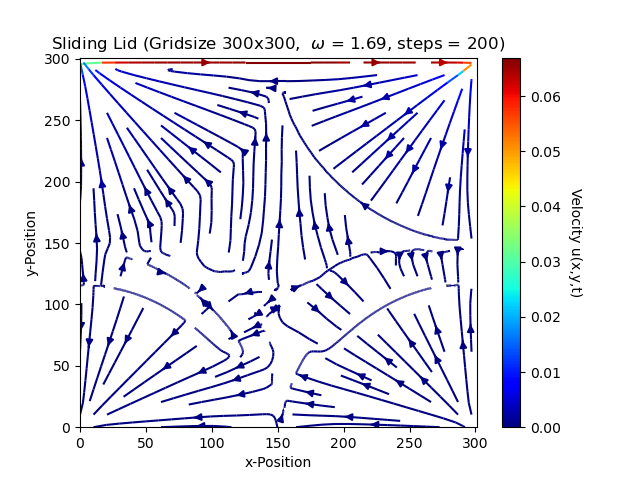 Sliding Lid (Gridsize 300x300, ω = 1.69, steps = 200)
300
250
200
150
100
50
0
y-Position
0 50 100 150 200 250 300
x-Position
0.06
0.05
0.04
0.03
0.02
0.01
0.00
Velocity u(x,y,t)